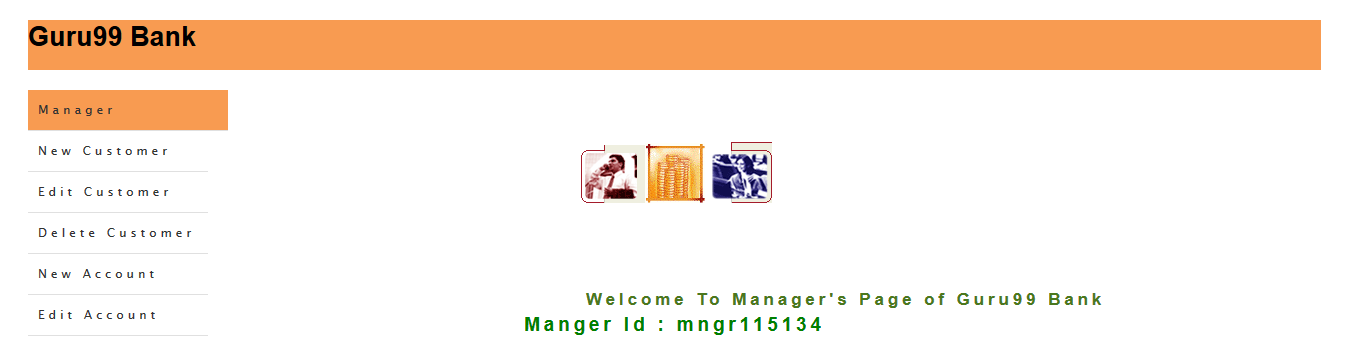 Guru99 Bank
Manager
New Customer
Edit Customer
Delete Customer
New Account
Edit Account
Welcome To Manager's Page of Guru99 Bank
Manger Id : mngr115134